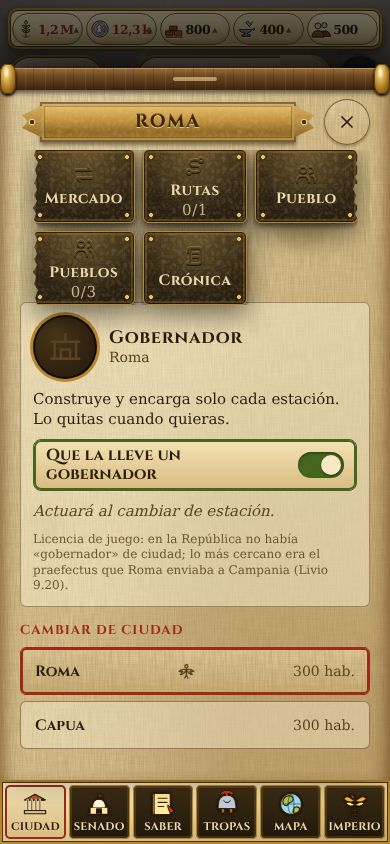 1,2 M
12,3 k
800
400
500
ROMA
MERCADO
RUTAS
0/1
PUEBLO
PUEBLOS
0/3
CRÓNICA
GOBERNADOR
Roma
Construye y encarga solo cada estación.
Lo quitas cuando quieras.
QUE LA LLEVE UN
GOBERNADOR
Actuará al cambiar de estación.
Licencia de juego: en la República no había
«gobernador» de ciudad; lo más cercano era el
praefectus que Roma enviaba a Campania (Livio
9.20).
CAMBIAR DE CIUDAD
ROMA 300 hab.
CAPUA 300 hab.
CIUDAD SENADO SABER TROPAS MAPA IMPERIO